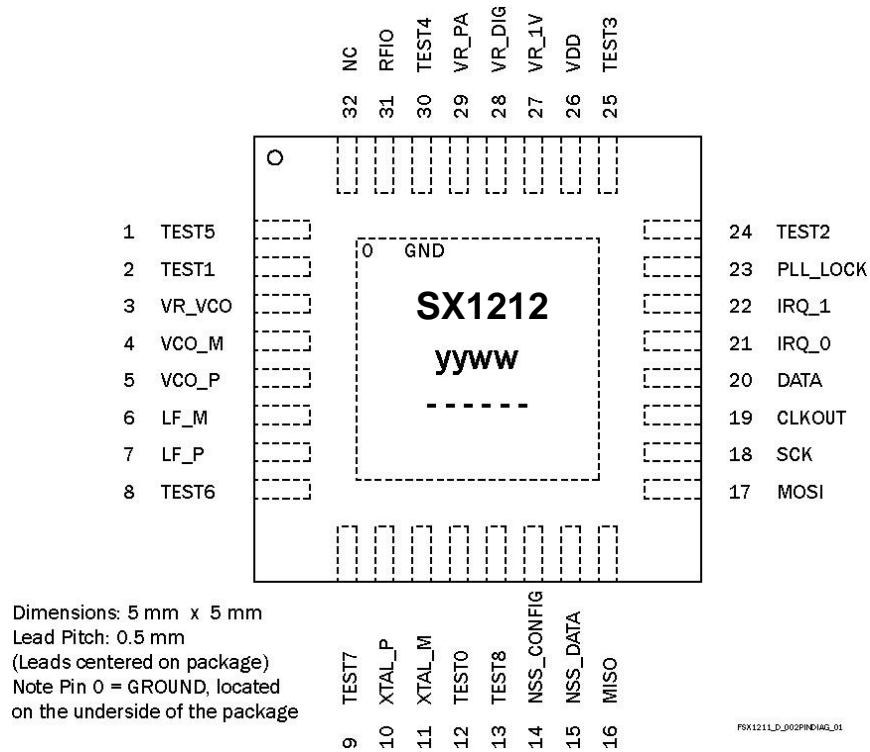 32 NC
31 RFIO
30 TEST4
29 VR_PA
28 VR_DIG
27 VR_1V
26 VDD
25 TEST3
1 TEST5
2 TEST1
3 VR_VCO
4 VCO_M
5 VCO_P
6 LF_M
7 LF_P
8 TEST6
0 GND
SX1212
yyww
- - - - - -
24 TEST2
23 PLL_LOCK
22 IRQ_1
21 IRQ_0
20 DATA
19 CLKOUT
18 SCK
17 MOSI
9 TEST7
10 XTAL_P
11 XTAL_M
12 TEST0
13 TEST8
14 NSS_CONFIG
15 NSS_DATA
16 MISO
Dimensions: 5 mm x 5 mm
Lead Pitch: 0.5 mm
(Leads centered on package)
Note Pin 0 = GROUND, located
on the underside of the package
FSX1211_D_002PINDIAG_01